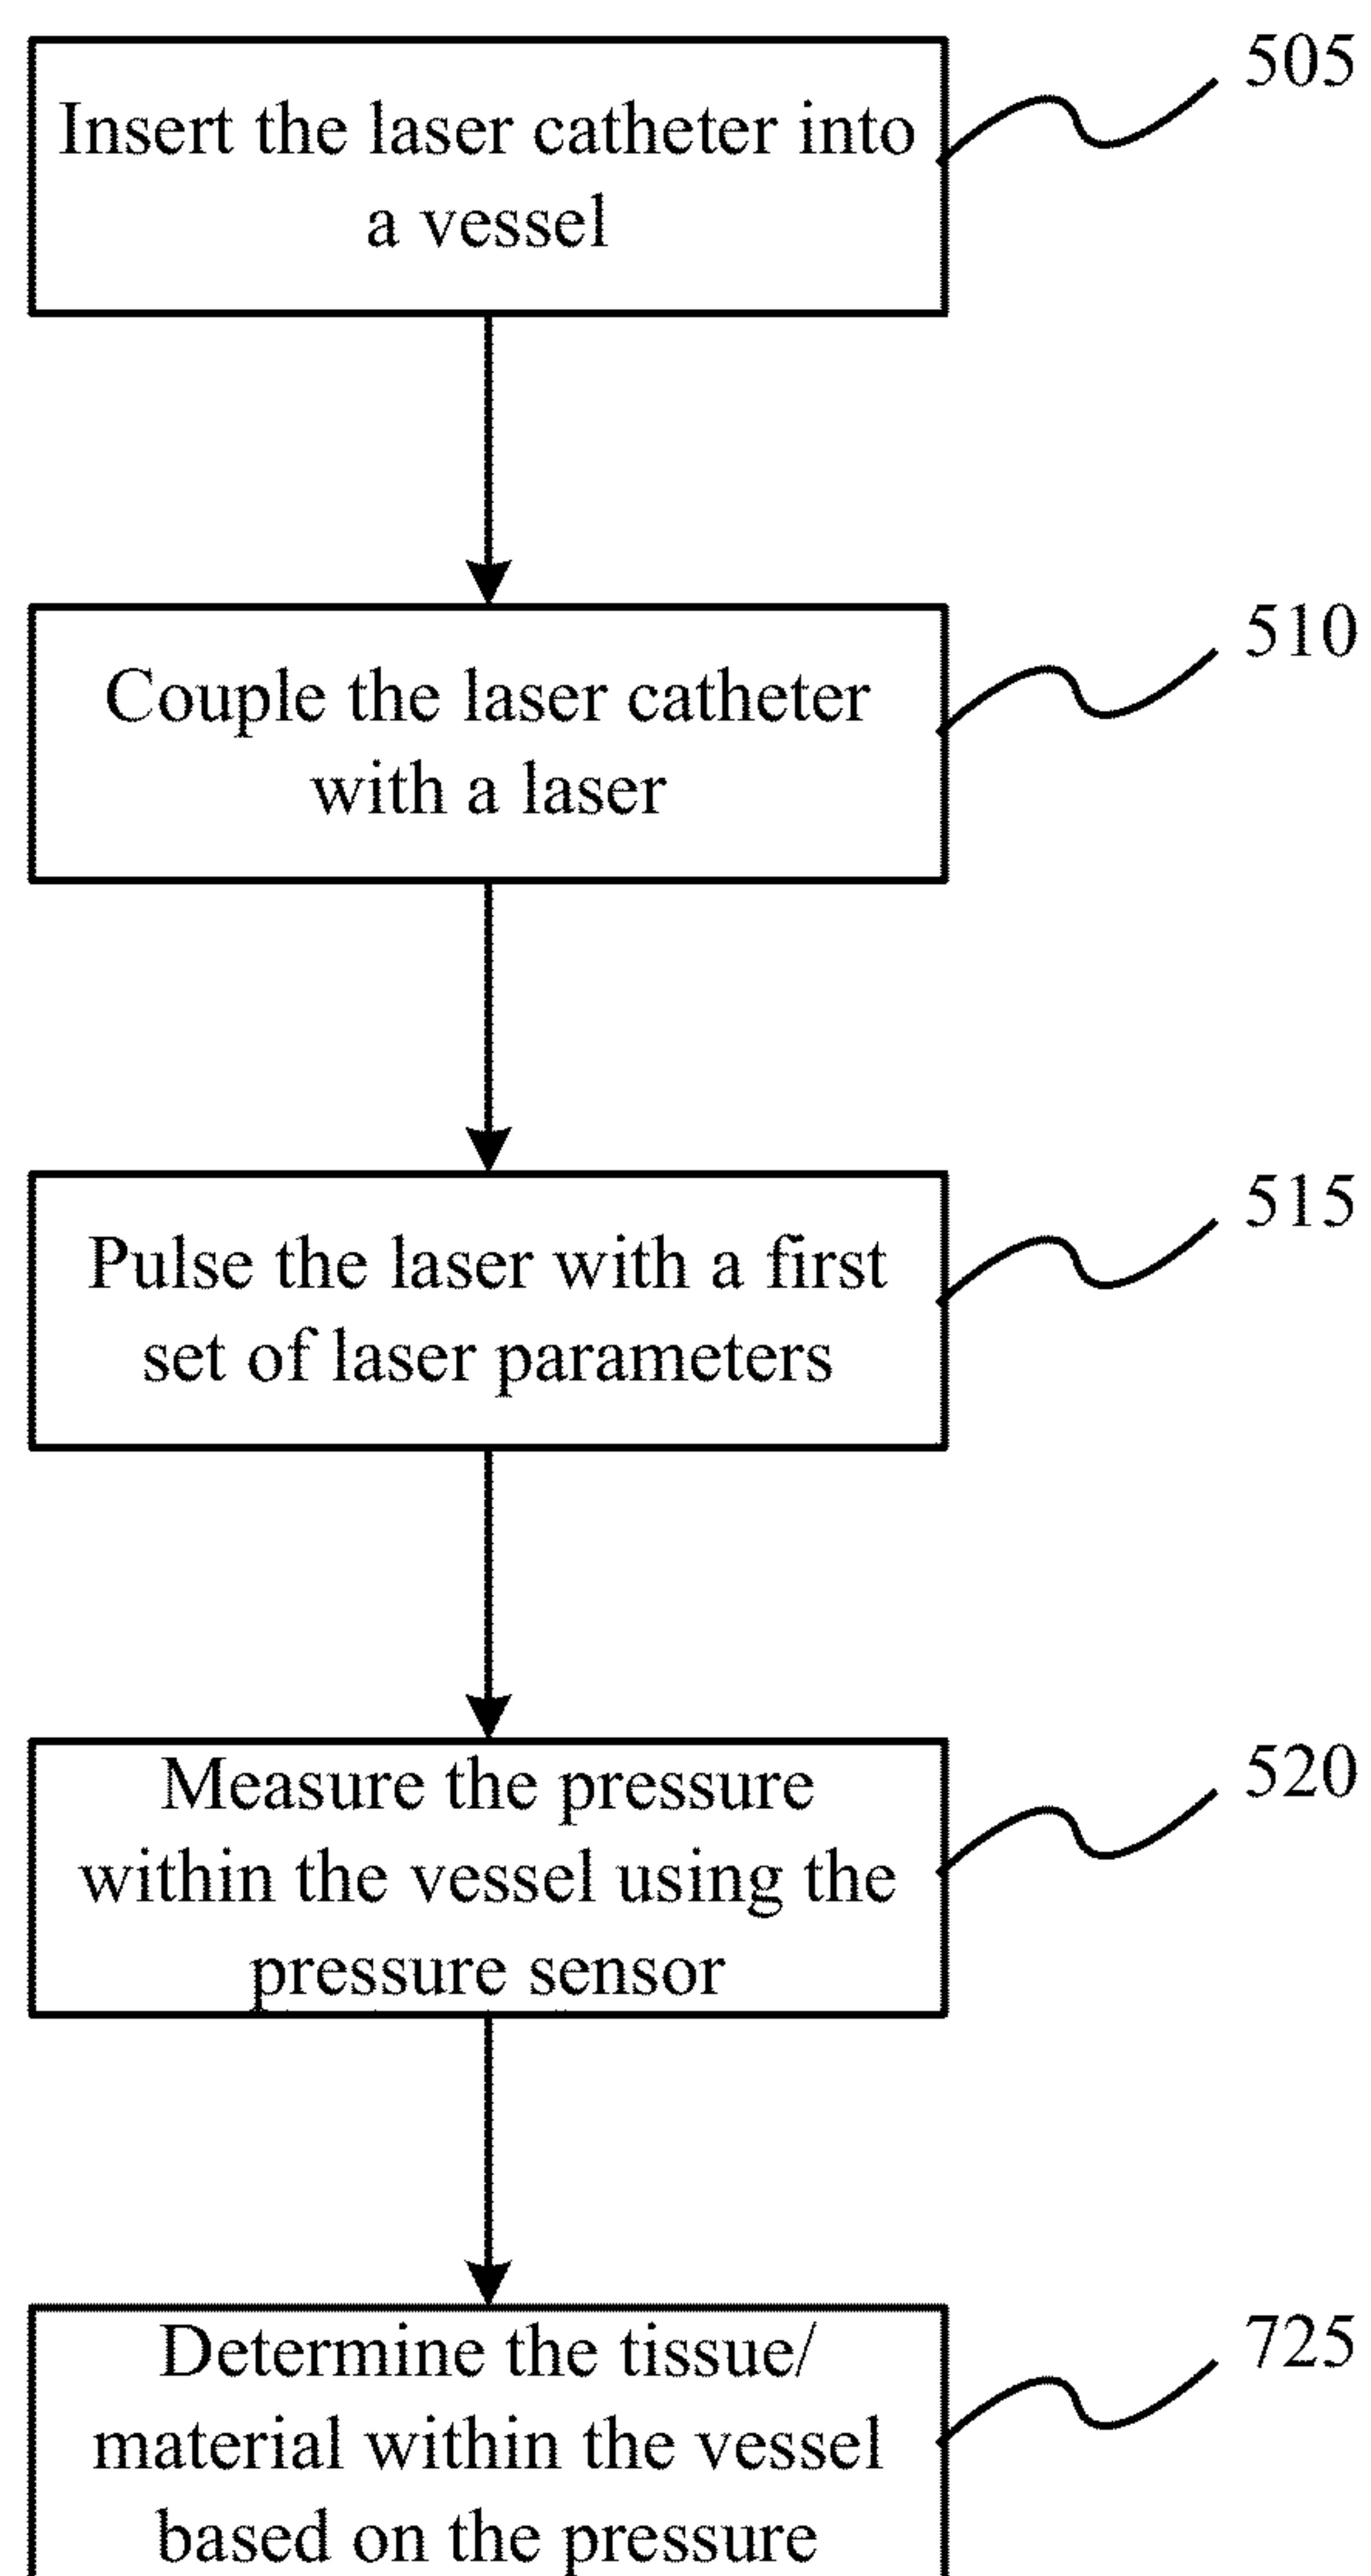 505
Insert the laser catheter into
a vessel
510
Couple the laser catheter
with a laser
515
Pulse the laser with a first
set of laser parameters
520
Measure the pressure
within the vessel using the
pressure sensor
725
Determine the tissue/
material within the vessel
based on the pressure